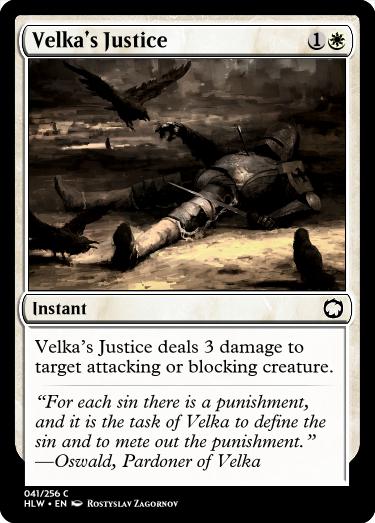 Velka's Justice 1
Instant
Velka's Justice deals 3 damage to
target attacking or blocking creature.
“For each sin there is a punishment,
and it is the task of Velka to define the
sin and to mete out the punishment.”
—Oswald, Pardoner of Velka
041/256 C
HLW • EN Rostyslav Zagornov